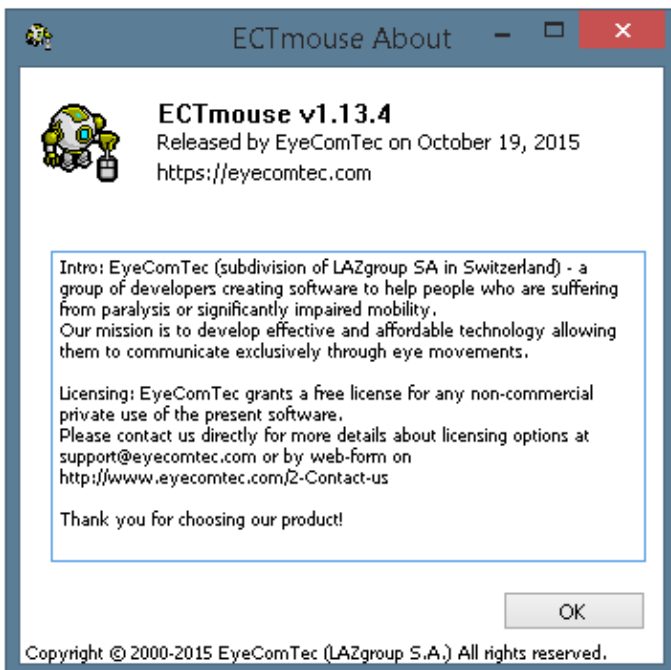 ECTmouse About
ECTmouse v1.13.4
Released by EyeComTec on October 19, 2015
https://eyecomtec.com
Intro: EyeComTec (subdivision of LAZgroup SA in Switzerland) - a
group of developers creating software to help people who are suffering
from paralysis or significantly impaired mobility.
Our mission is to develop effective and affordable technology allowing
them to communicate exclusively through eye movements.
Licensing: EyeComTec grants a free license for any non-commercial
private use of the present software.
Please contact us directly for more details about licensing options at
support@eyecomtec.com or by web-form on
http://www.eyecomtec.com/2-Contact-us
Thank you for choosing our product!
OK
Copyright © 2000-2015 EyeComTec (LAZgroup S.A.) All rights reserved.